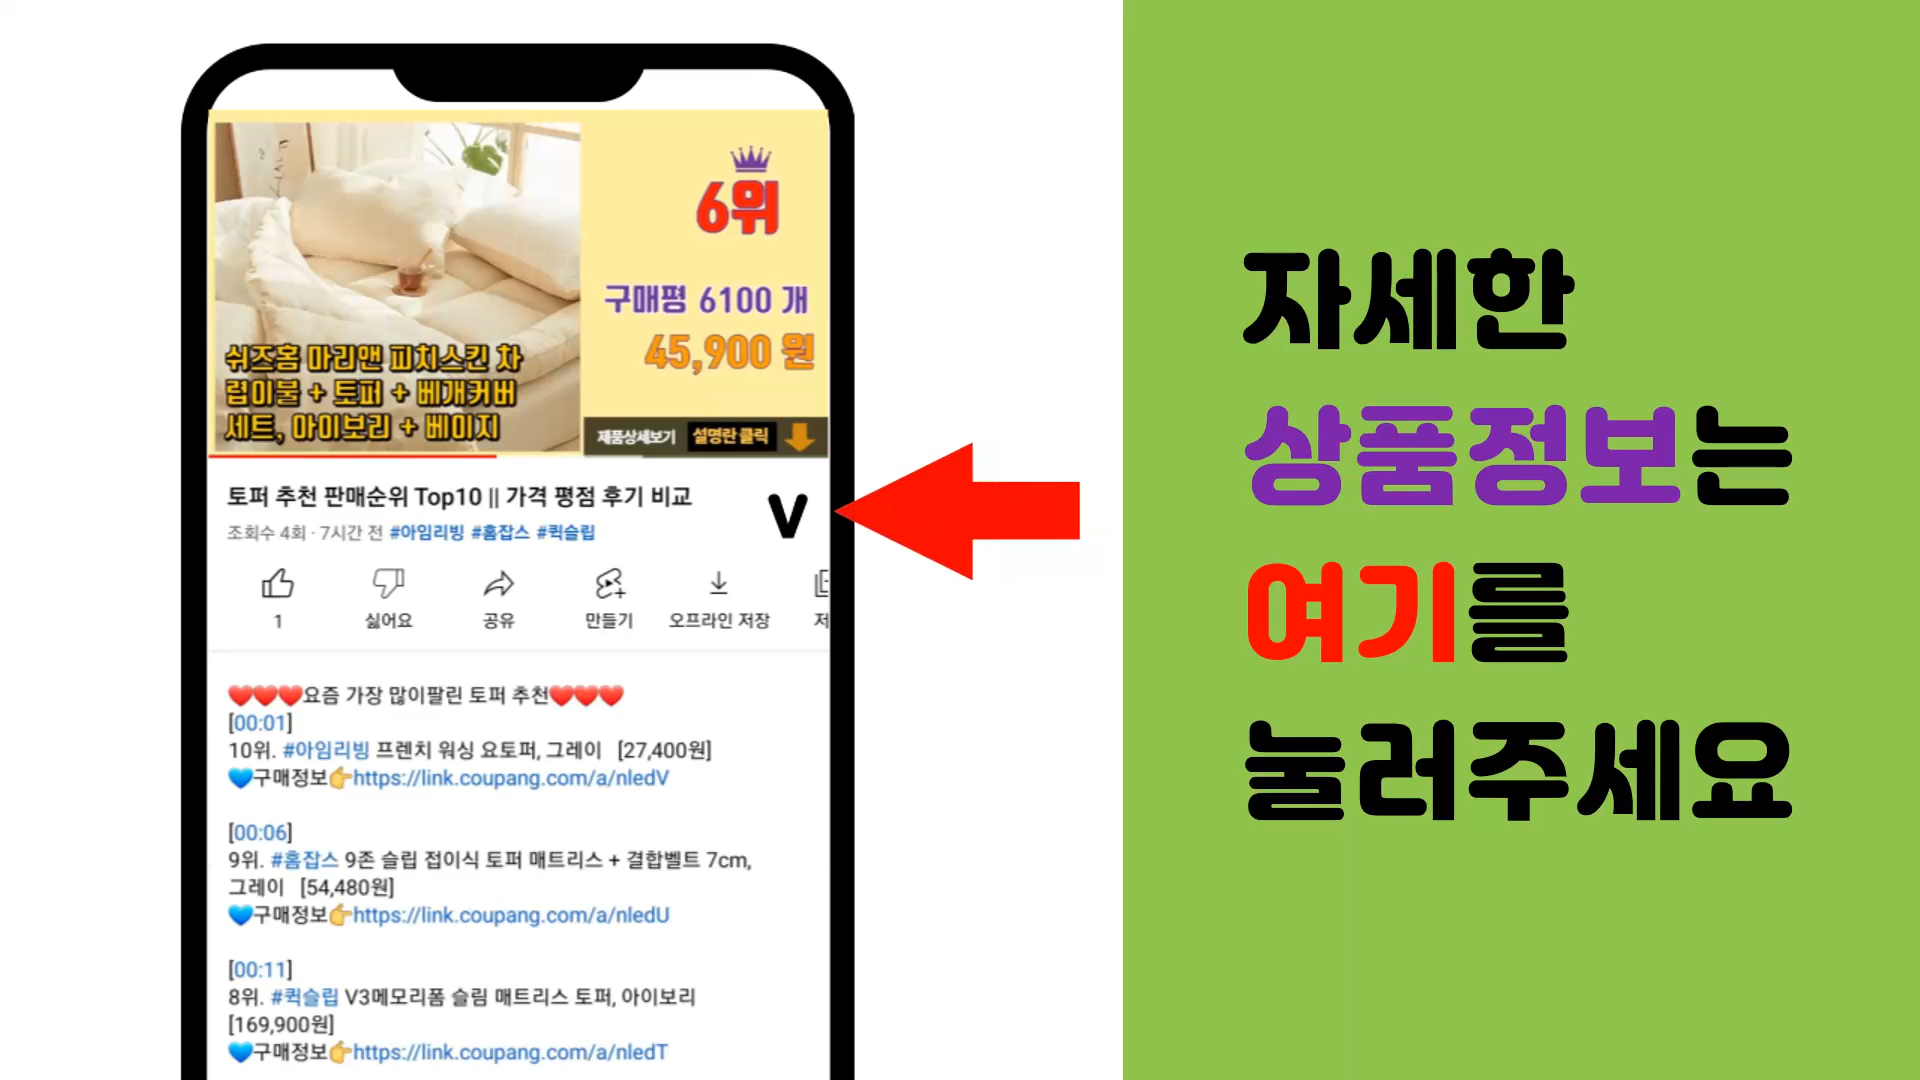 6위
구매평 6100 개
45,900 원
쉬즈홈 마리앤 피치스킨 차
렵이불 + 토퍼 + 베개커버
세트, 아이보리 + 베이지
제품상세보기 설명란 클릭
토퍼 추천 판매순위 Top10 || 가격 평점 후기 비교
V
조회수 4회 · 7시간 전 #아임리빙 #홈잡스 #퀵슬립
1 싫어요 공유 만들기 오프라인 저장 저
❤️❤️❤️요즘 가장 많이팔린 토퍼 추천❤️❤️❤️
[00:01]
10위. #아임리빙 프렌치 워싱 요토퍼, 그레이 [27,400원]
💙구매정보👉https://link.coupang.com/a/nledV
[00:06]
9위. #홈잡스 9존 슬립 접이식 토퍼 매트리스 + 결합벨트 7cm,
그레이 [54,480원]
💙구매정보👉https://link.coupang.com/a/nledU
[00:11]
8위. #퀵슬립 V3메모리폼 슬림 매트리스 토퍼, 아이보리
[169,900원]
💙구매정보👉https://link.coupang.com/a/nledT
자세한
상품정보는
여기를
눌러주세요